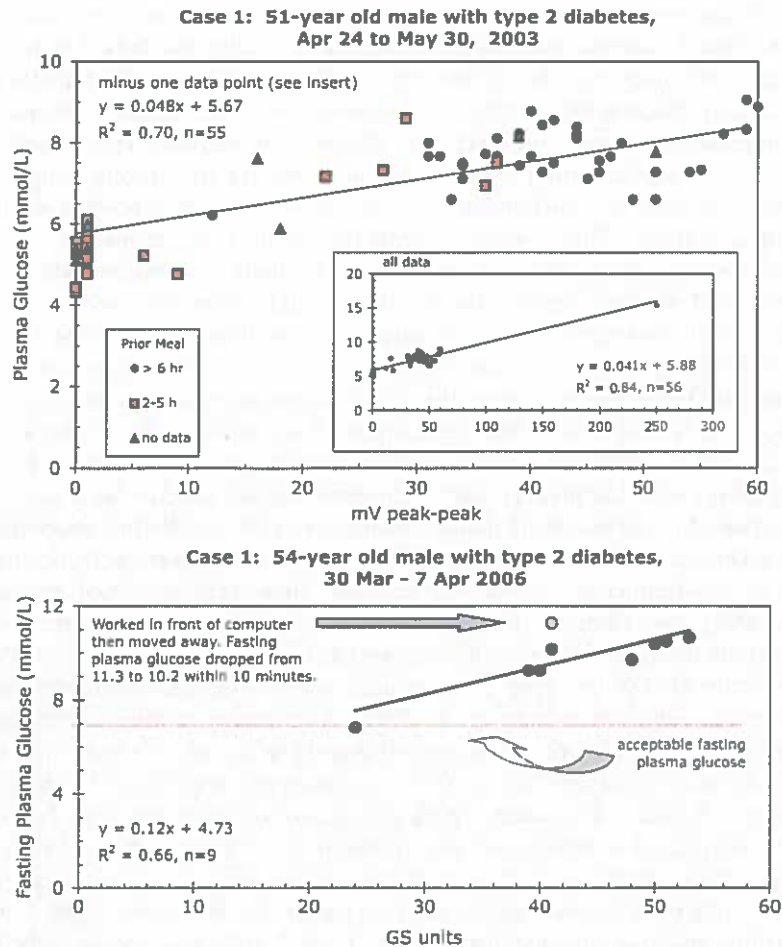 Case 1: 51-year old male with type 2 diabetes,
Apr 24 to May 30, 2003
Plasma Glucose (mmol/L)
10
8
6
4
2
0
minus one data point (see Insert)
y = 0.048x + 5.67
R² = 0.70, n=55
Prior Meal
> 6 hr
2-5 h
no data
all data
20
15
10
5
0
y = 0.041x + 5.88
R² = 0.84, n=56
0 50 100 150 200 250 300
0 10 20 30 40 50 60
mV peak-peak
Case 1: 54-year old male with type 2 diabetes,
30 Mar - 7 Apr 2006
Fasting Plasma Glucose (mmol/L)
12
8
4
0
Worked in front of computer
then moved away. Fasting
plasma glucose dropped from
11.3 to 10.2 within 10 minutes.
acceptable fasting
plasma glucose
y = 0.12x + 4.73
R² = 0.66, n=9
0 10 20 30 40 50 60
GS units